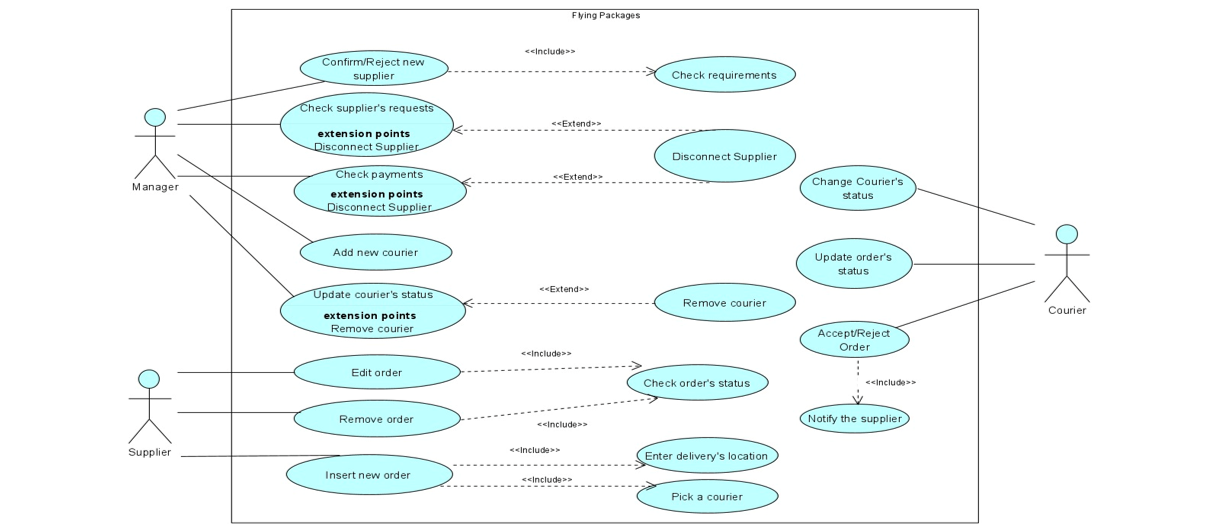 Flying Packages
<<Include>>
Confirm/Reject new
supplier
Check requirements
Check supplier's requests
extension points
Disconnect Supplier
<<Extend>>
Disconnect Supplier
Manager
Check payments
extension points
Disconnect Supplier
<<Extend>>
Change Courier's
status
Add new courier
Update order's
status
Update courier's status
extension points
Remove courier
<<Extend>>
Remove courier
Courier
Accept/Reject
Order
<<Include>>
Edit order
<<Include>>
Check order's status
Remove order
<<Include>>
Notify the supplier
Supplier
<<Include>>
Enter delivery's location
Insert new order
<<Include>>
Pick a courier